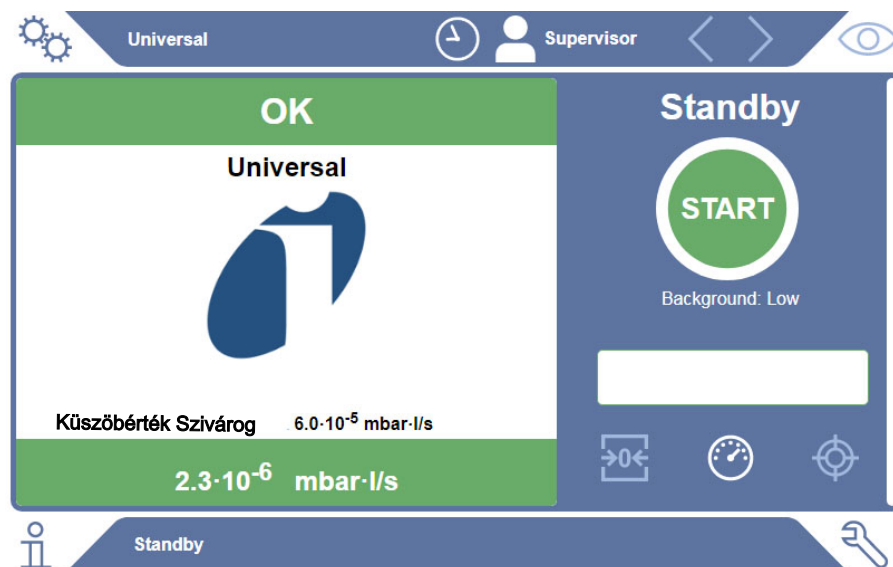 Universal
Supervisor
OK
Universal
Küszöbérték Szivárog 6.0·10⁻⁵ mbar·l/s
2.3·10⁻⁶ mbar·l/s
Standby
START
Background: Low
→0←
Standby